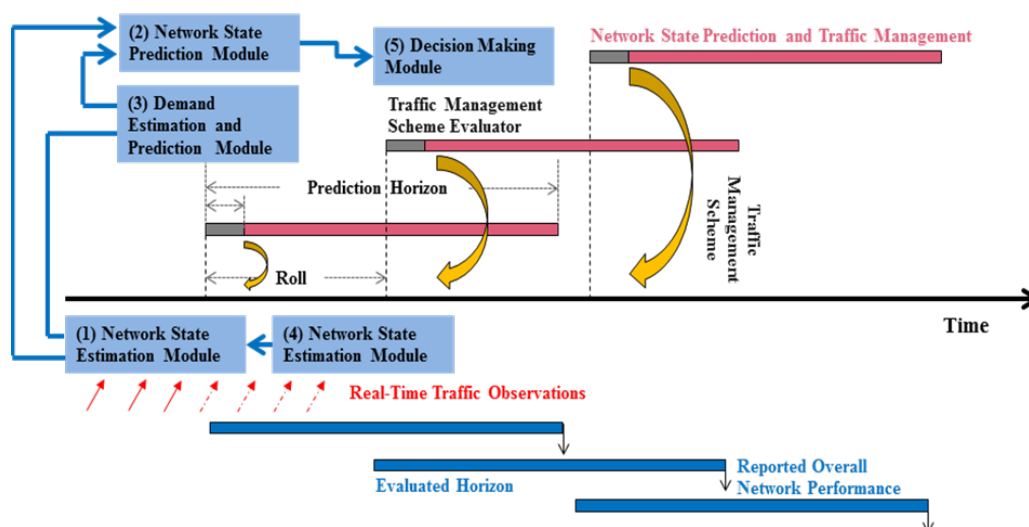 (2) Network State
Prediction Module
(5) Decision Making
Module
Network State Prediction and Traffic Management
(3) Demand
Estimation and
Prediction Module
Traffic Management
Scheme Evaluator
Prediction Horizon
Traffic
Management
Scheme
Roll
Time
(1) Network State
Estimation Module
(4) Network State
Estimation Module
Real-Time Traffic Observations
Evaluated Horizon
Reported Overall
Network Performance